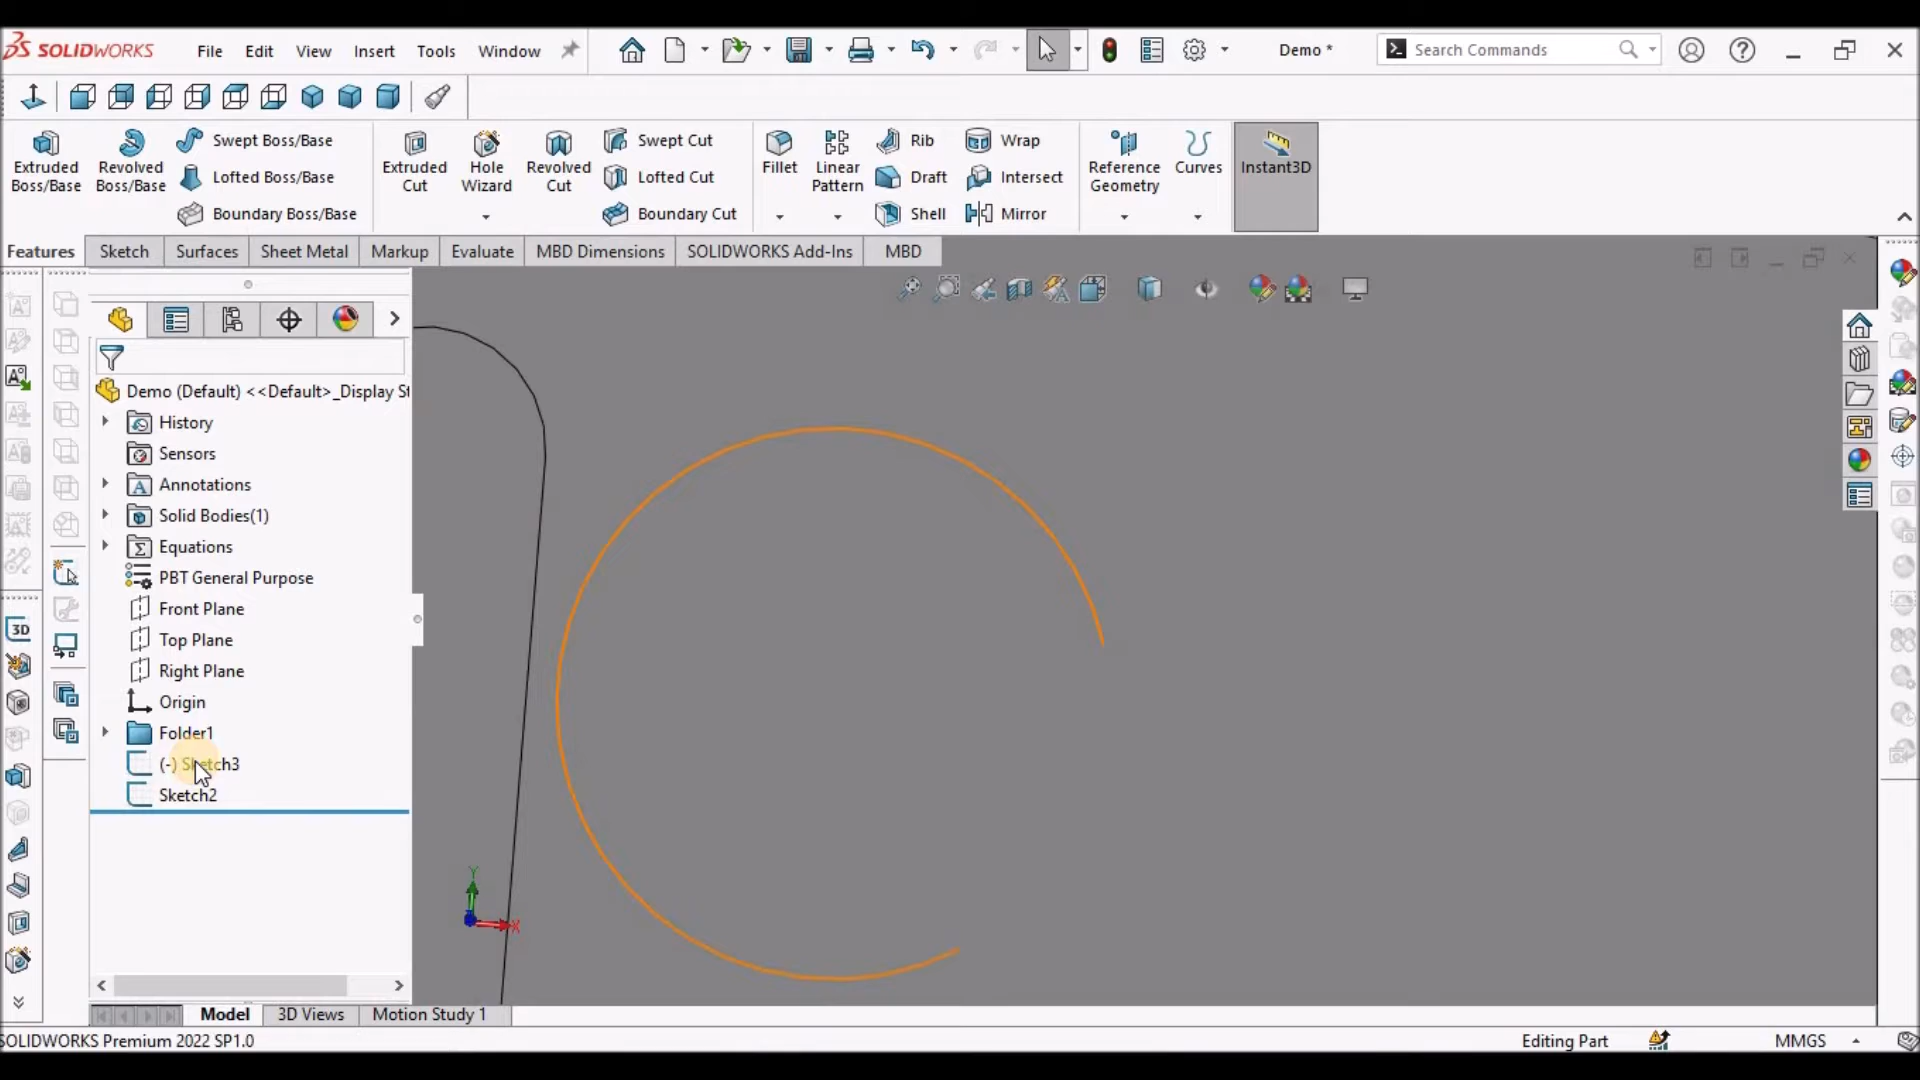 SOLIDWORKS File Edit View Insert Tools Window Demo * Search Commands
Extruded Boss/Base
Revolved Boss/Base
Swept Boss/Base
Lofted Boss/Base
Boundary Boss/Base
Extruded Cut
Hole Wizard
Revolved Cut
Swept Cut
Lofted Cut
Boundary Cut
Fillet
Linear Pattern
Rib
Draft
Shell
Wrap
Intersect
Mirror
Reference Geometry
Curves
Instant3D
Features Sketch Surfaces Sheet Metal Markup Evaluate MBD Dimensions SOLIDWORKS Add-Ins MBD
Demo (Default) <<Default>_Display St
History
Sensors
Annotations
Solid Bodies(1)
Equations
PBT General Purpose
Front Plane
Top Plane
Right Plane
Origin
Folder1
(-) Sketch3
Sketch2
3D
Y
X
Model 3D Views Motion Study 1
SOLIDWORKS Premium 2022 SP1.0 Editing Part MMGS